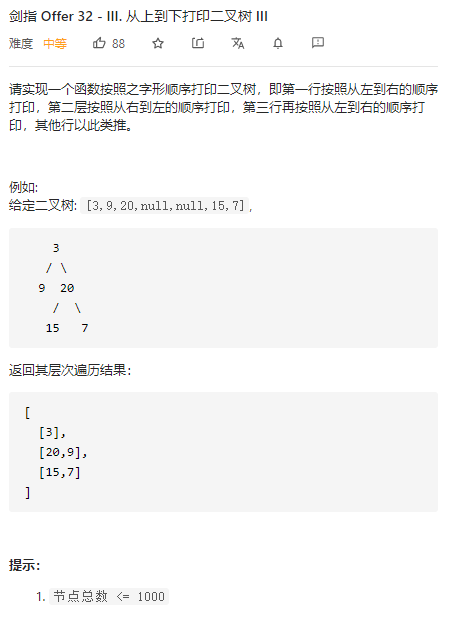 剑指 Offer 32 - III. 从上到下打印二叉树 III
难度 中等 88
请实现一个函数按照之字形顺序打印二叉树，即第一行按照从左到右的顺序
打印，第二层按照从右到左的顺序打印，第三行再按照从左到右的顺序打
印，其他行以此类推。
例如:
给定二叉树: [3,9,20,null,null,15,7],
3
/ \
9 20
/ \
15 7
返回其层次遍历结果：
[
[3],
[20,9],
[15,7]
]
提示：
1. 节点总数 <= 1000